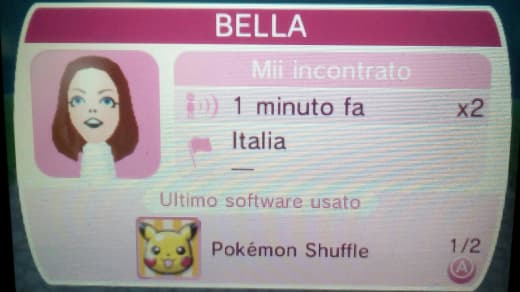 BELLA
Mii incontrato
1 minuto fa x2
Italia
—
Ultimo software usato
Pokémon Shuffle
1/2
A